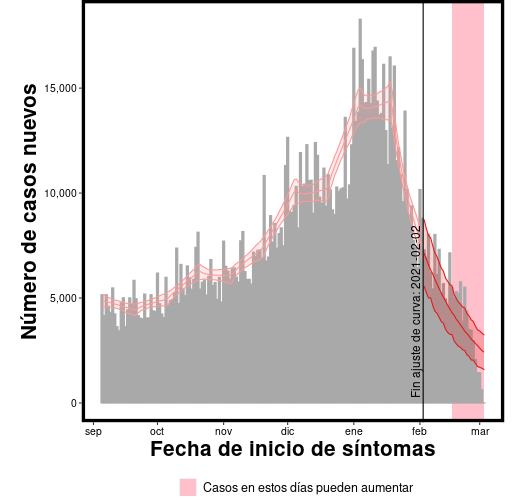 Número de casos nuevos
15,000
10,000
5,000
0
Fin ajuste de curva: 2021-02-02
sep oct nov dic ene feb mar
Fecha de inicio de síntomas
Casos en estos días pueden aumentar